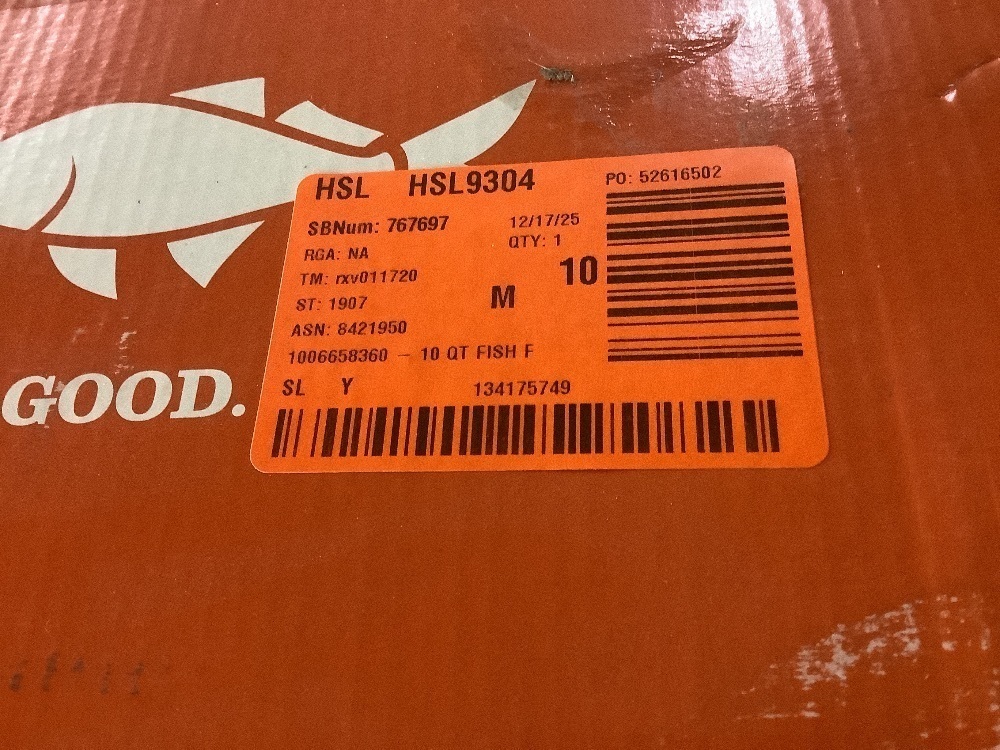 HSL HSL9304
PO: 52616502
SBNum: 767697
12/17/25
RGA: NA
QTY: 1
TM: rxv011720
10
ST: 1907
M
ASN: 8421950
1006658360 – 10 QT FISH F
SL Y 134175749
GOOD.